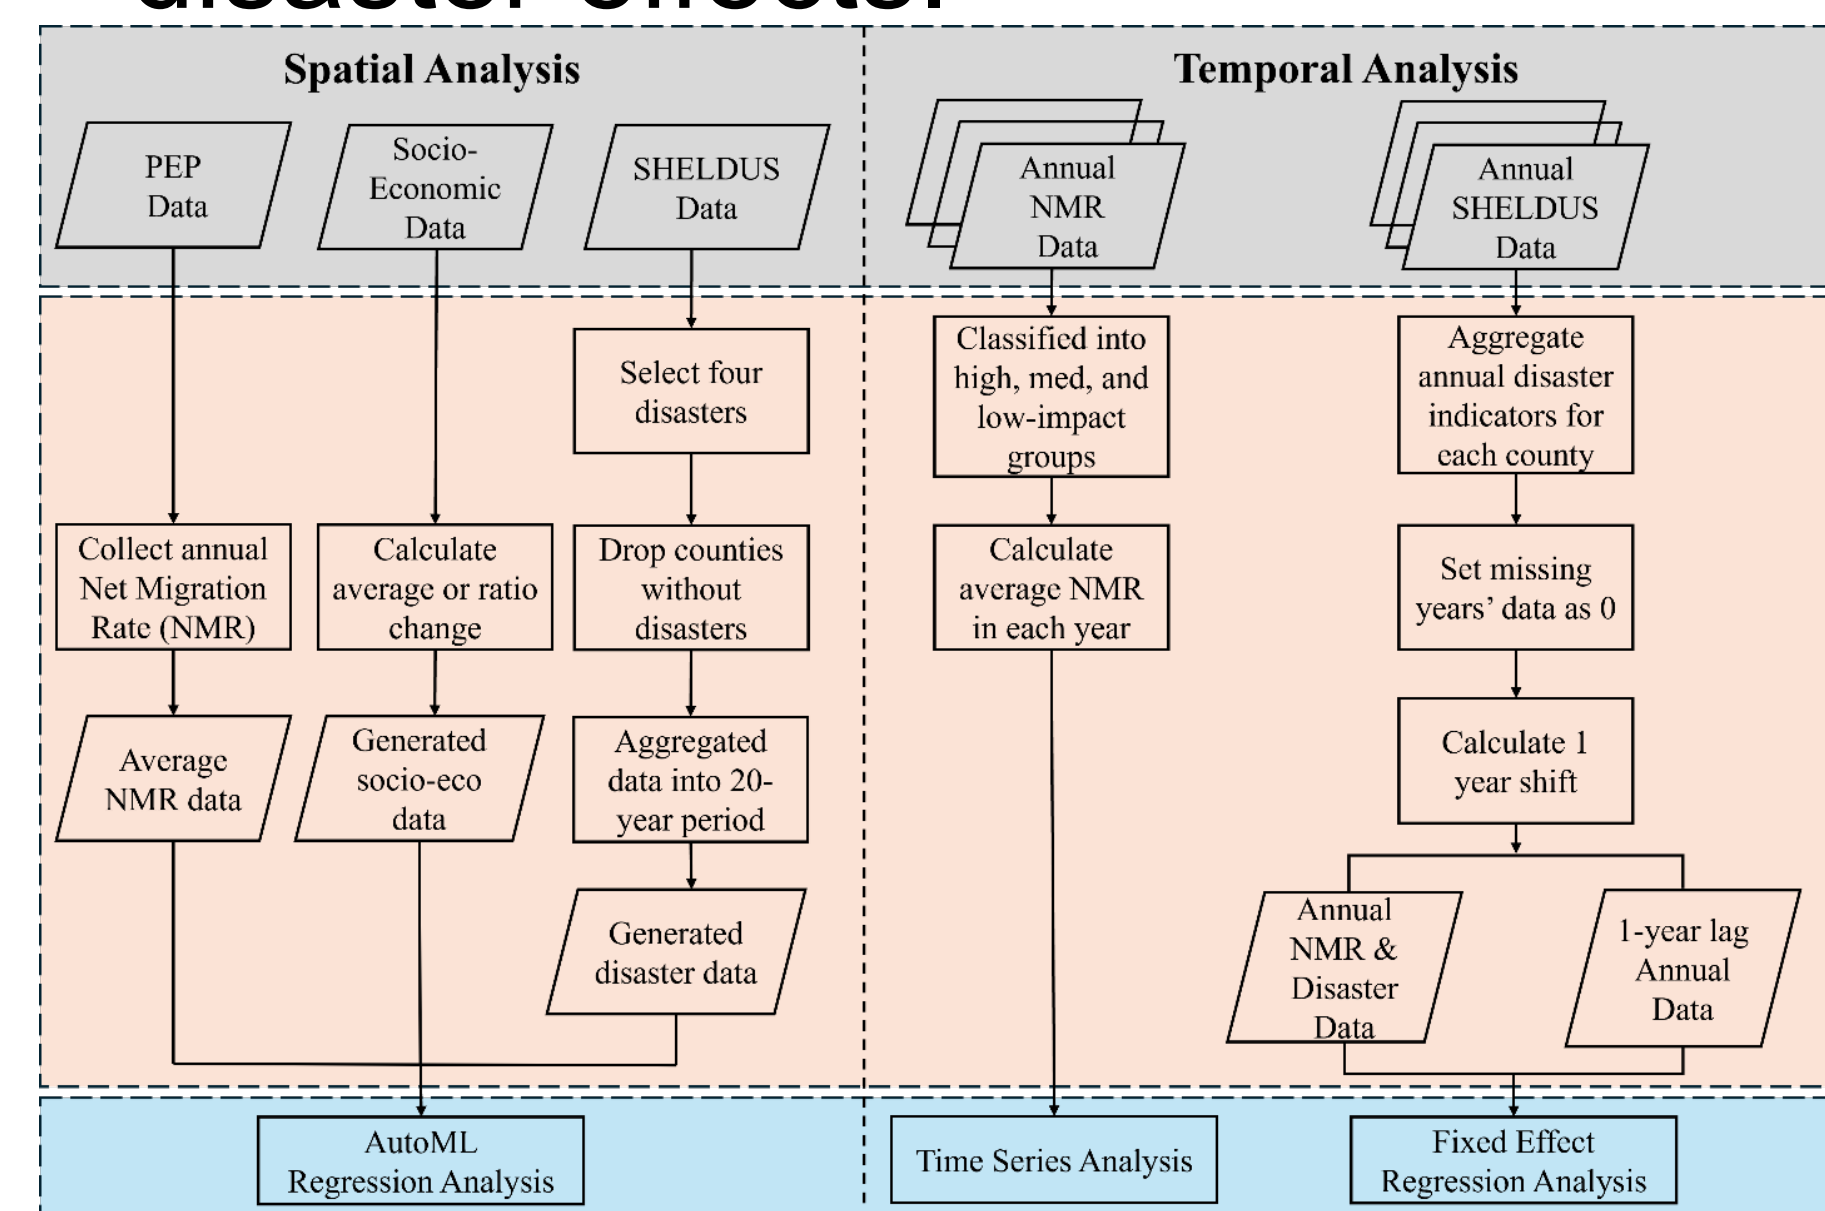 disaster effects.
Spatial Analysis
Temporal Analysis
PEP
Data
Socio-
Economic
Data
SHELDUS
Data
Annual
NMR
Data
Annual
SHELDUS
Data
Select four
disasters
Classified into
high, med, and
low-impact
groups
Aggregate
annual disaster
indicators for
each county
Collect annual
Net Migration
Rate (NMR)
Calculate
average or ratio
change
Drop counties
without
disasters
Calculate
average NMR
in each year
Set missing
years’ data as 0
Average
NMR data
Generated
socio-eco
data
Aggregated
data into 20-
year period
Calculate 1
year shift
Generated
disaster data
Annual
NMR &
Disaster
Data
1-year lag
Annual
Data
AutoML
Regression Analysis
Time Series Analysis
Fixed Effect
Regression Analysis